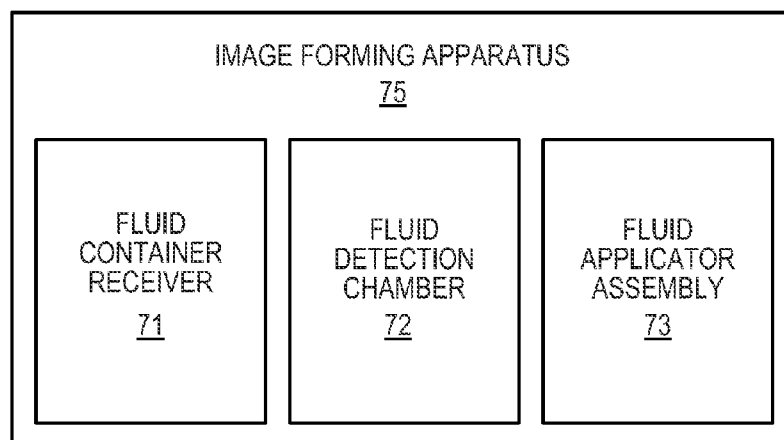 IMAGE FORMING APPARATUS
75
FLUID
CONTAINER
RECEIVER
71
FLUID
DETECTION
CHAMBER
72
FLUID
APPLICATOR
ASSEMBLY
73